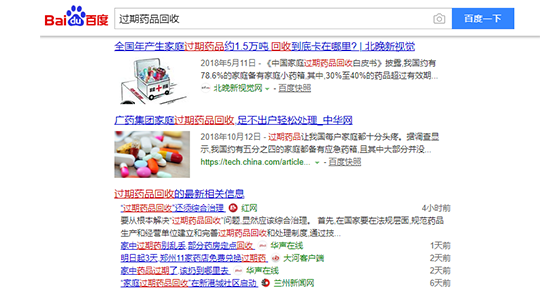 Bai du 百度 过期药品回收 百度一下
全国年产生家庭过期药品约1.5万吨 回收到底卡在哪里? | 北晚新视觉
2018年5月11日 - 《中国家庭过期药品回收白皮书》披露,我国约有
78.6%的家庭备有家庭小药箱,其中,30%至40%的药品超过有效期...
北晚新视觉网 - 百度快照
广药集团家庭过期药品回收,足不出户轻松处理_中华网
2018年10月12日 - 过期药品让我国每户家庭都十分头疼。据调查显
示,我国约有五分之四的家庭都备有应急药箱,且其中大部分并没...
https://tech.china.com/article... - 百度快照
过期药品回收的最新相关信息
“过期药品回收”还须综合治理 红网 4小时前
要从根本解决“过期药品回收”问题,显然应该综合治理。 首先,在国家要在法规层面,规范药品
生产和经营单位建立和完善过期药品回收和处理制度,通过技...
家中过期药别乱丢,部分药房定点回收 华声在线 1天前
明日起3天,郑州11家药店免费兑换过期药 大河客户端 2天前
家中药品过期了,该扔到哪里去 华声在线 2天前
“家庭过期药品回收”在新港城社区启动 兰州新闻网 6天前